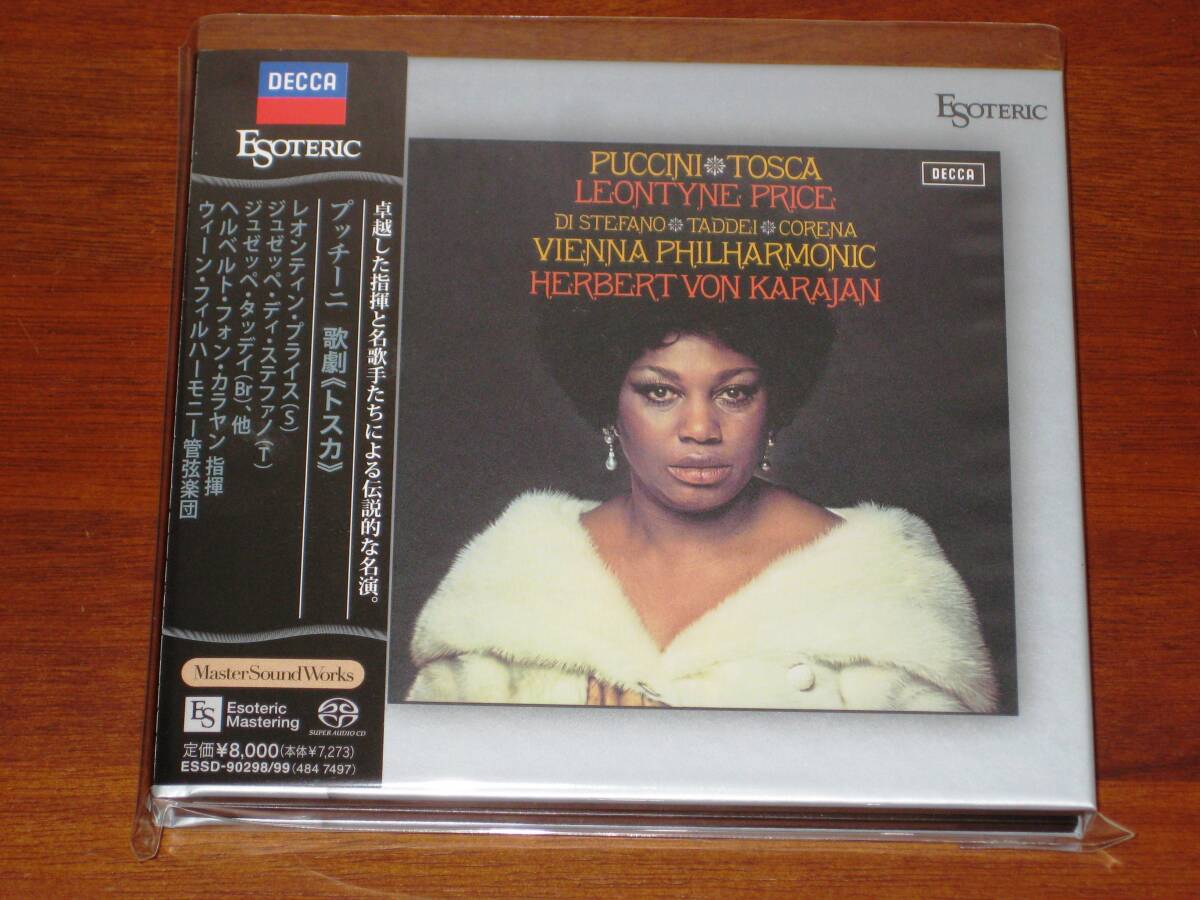 DECCA
ESOTERIC
卓越した指揮と名歌手たちによる伝説的な名演。
プッチーニ 歌劇《トスカ》
レオンティン・プライス(S)
ジュゼッペ・ディ・ステファノ(T)
ジュゼッペ・タッデイ(Br)、他
ヘルベルト・フォン・カラヤン 指揮
ウィーン・フィルハーモニー管弦楽団
MasterSoundWorks
ES
Esoteric
Mastering
SUPER AUDIO CD
定価¥8,000(本体¥7,273)
ESSD-90298/99(484 7497)
ESOTERIC
PUCCINI TOSCA
DECCA
LEONTYNE PRICE
DI STEFANO TADDEI CORENA
VIENNA PHILHARMONIC
HERBERT VON KARAJAN